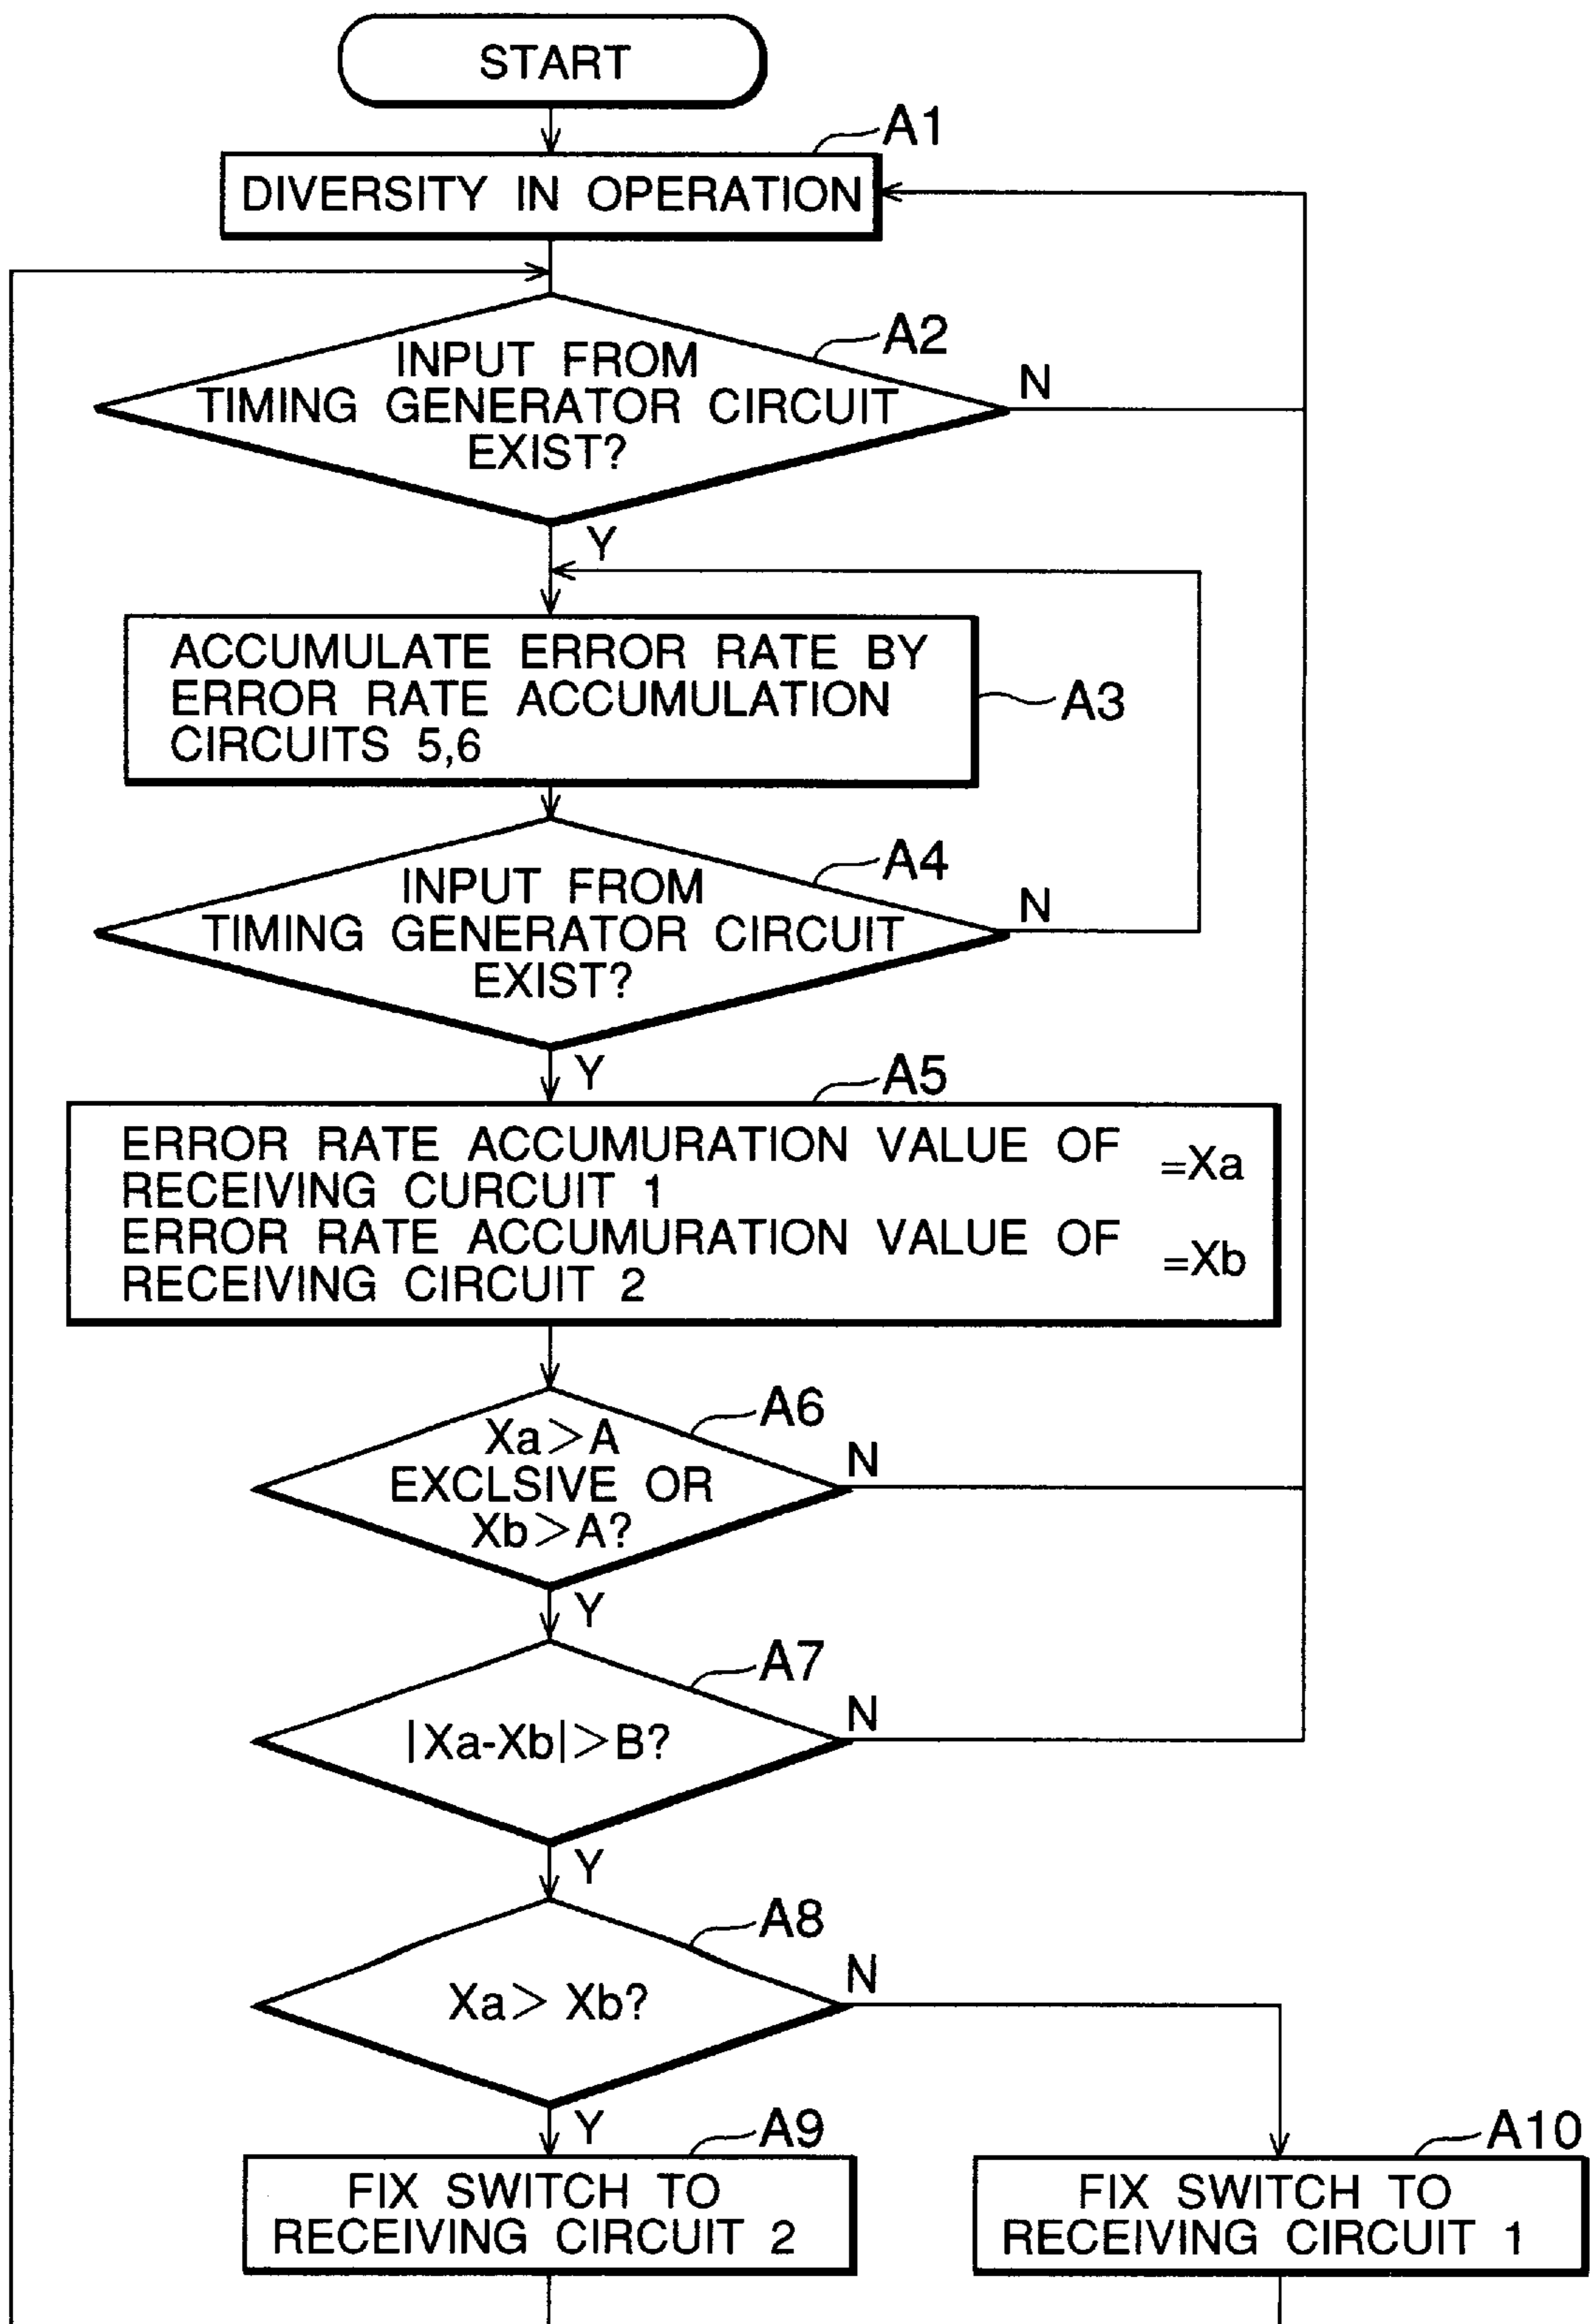 START
A1
DIVERSITY IN OPERATION
A2
INPUT FROM
TIMING GENERATOR CIRCUIT
EXIST?
N
Y
ACCUMULATE ERROR RATE BY
ERROR RATE ACCUMULATION
CIRCUITS 5,6
A3
A4
INPUT FROM
TIMING GENERATOR CIRCUIT
EXIST?
N
Y
A5
ERROR RATE ACCUMURATION VALUE OF
RECEIVING CURCUIT 1
=Xa
ERROR RATE ACCUMURATION VALUE OF
RECEIVING CIRCUIT 2
=Xb
A6
Xa>A
EXCLSIVE OR
Xb>A?
N
Y
A7
|Xa-Xb|>B?
N
Y
A8
Xa> Xb?
N
Y
A9
FIX SWITCH TO
RECEIVING CIRCUIT 2
A10
FIX SWITCH TO
RECEIVING CIRCUIT 1